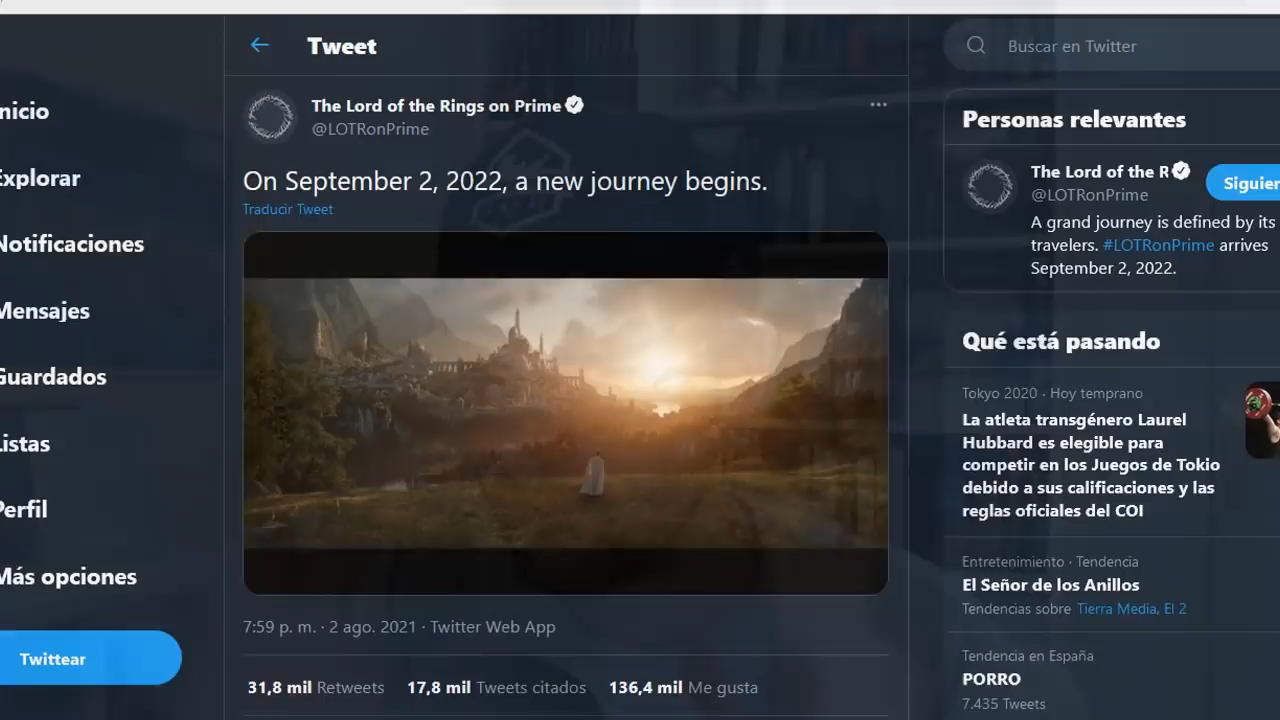 nicio
Explorar
Notificaciones
Mensajes
Guardados
Listas
Perfil
Más opciones
Twittear
Tweet
The Lord of the Rings on Prime
@LOTRonPrime
On September 2, 2022, a new journey begins.
Traducir Tweet
7:59 p. m. · 2 ago. 2021 · Twitter Web App
31,8 mil Retweets 17,8 mil Tweets citados 136,4 mil Me gusta
Buscar en Twitter
Personas relevantes
The Lord of the R
@LOTRonPrime
Siguien
A grand journey is defined by its
travelers. #LOTRonPrime arrives
September 2, 2022.
Qué está pasando
Tokyo 2020 · Hoy temprano
La atleta transgénero Laurel
Hubbard es elegible para
competir en los Juegos de Tokio
debido a sus calificaciones y las
reglas oficiales del COI
Entretenimiento · Tendencia
El Señor de los Anillos
Tendencias sobre Tierra Media, El 2
Tendencia en España
PORRO
7.435 Tweets